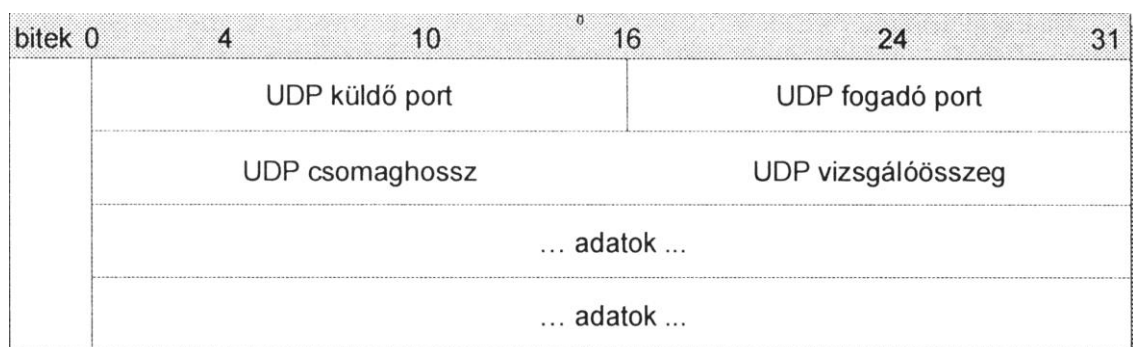 bitek 0 4 10 16 24 31
UDP küldő port UDP fogadó port
UDP csomaghossz UDP vizsgálóösszeg
... adatok ...
... adatok ...